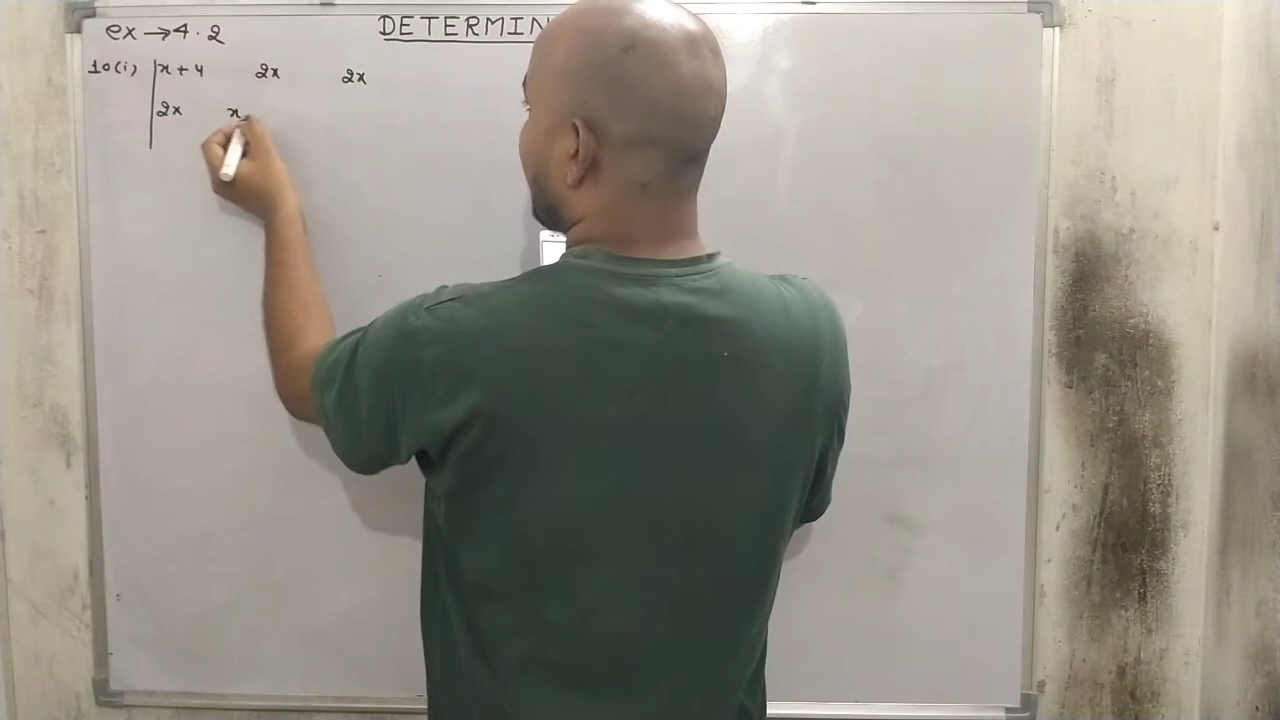 ex → 4.2
DETERMIN
10(i) | x + 4 2x 2x
2x x